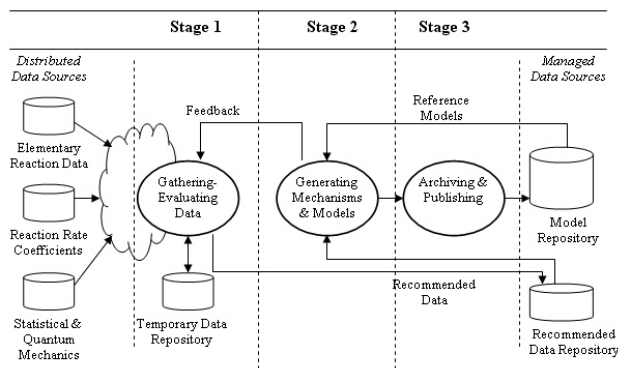 Stage 1
Stage 2
Stage 3
Distributed
Data Sources
Managed
Data Sources
Elementary
Reaction Data
Reaction Rate
Coefficients
Statistical &
Quantum
Mechanics
Feedback
Reference
Models
Gathering-
Evaluating
Data
Generating
Mechanisms
& Models
Archiving &
Publishing
Model
Repository
Temporary Data
Repository
Recommended
Data
Recommended
Data Repository